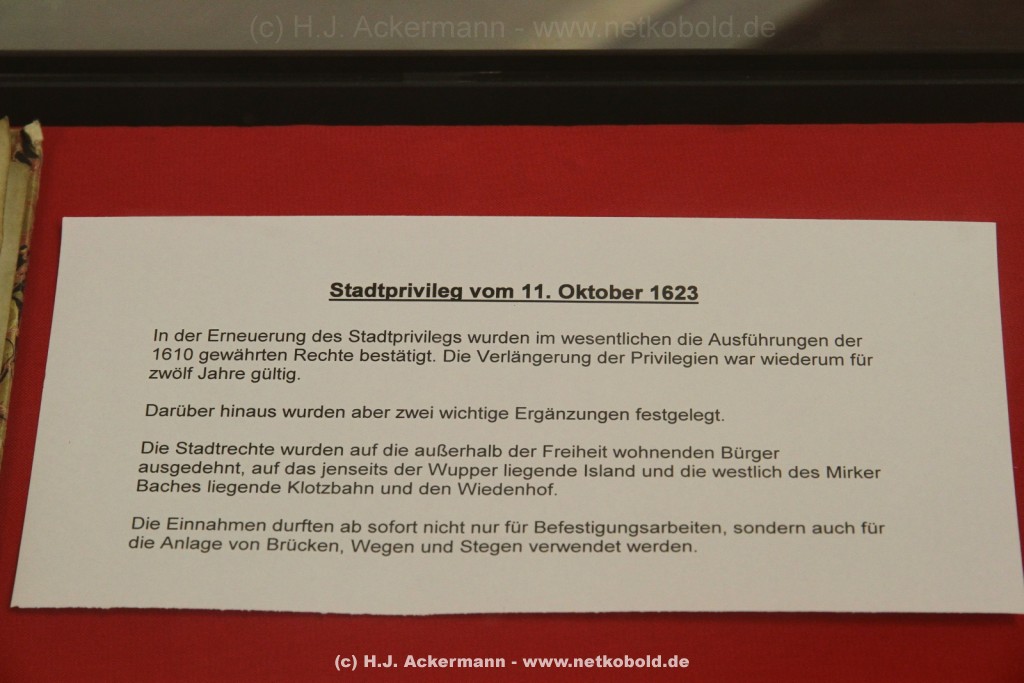 (c) H.J. Ackermann - www.netkobold.de
Stadtprivileg vom 11. Oktober 1623
In der Erneuerung des Stadtprivilegs wurden im wesentlichen die Ausführungen der
1610 gewährten Rechte bestätigt. Die Verlängerung der Privilegien war wiederum für
zwölf Jahre gültig.
Darüber hinaus wurden aber zwei wichtige Ergänzungen festgelegt.
Die Stadtrechte wurden auf die außerhalb der Freiheit wohnenden Bürger
ausgedehnt, auf das jenseits der Wupper liegende Island und die westlich des Mirker
Baches liegende Klotzbahn und den Wiedenhof.
Die Einnahmen durften ab sofort nicht nur für Befestigungsarbeiten, sondern auch für
die Anlage von Brücken, Wegen und Stegen verwendet werden.
(c) H.J. Ackermann - www.netkobold.de